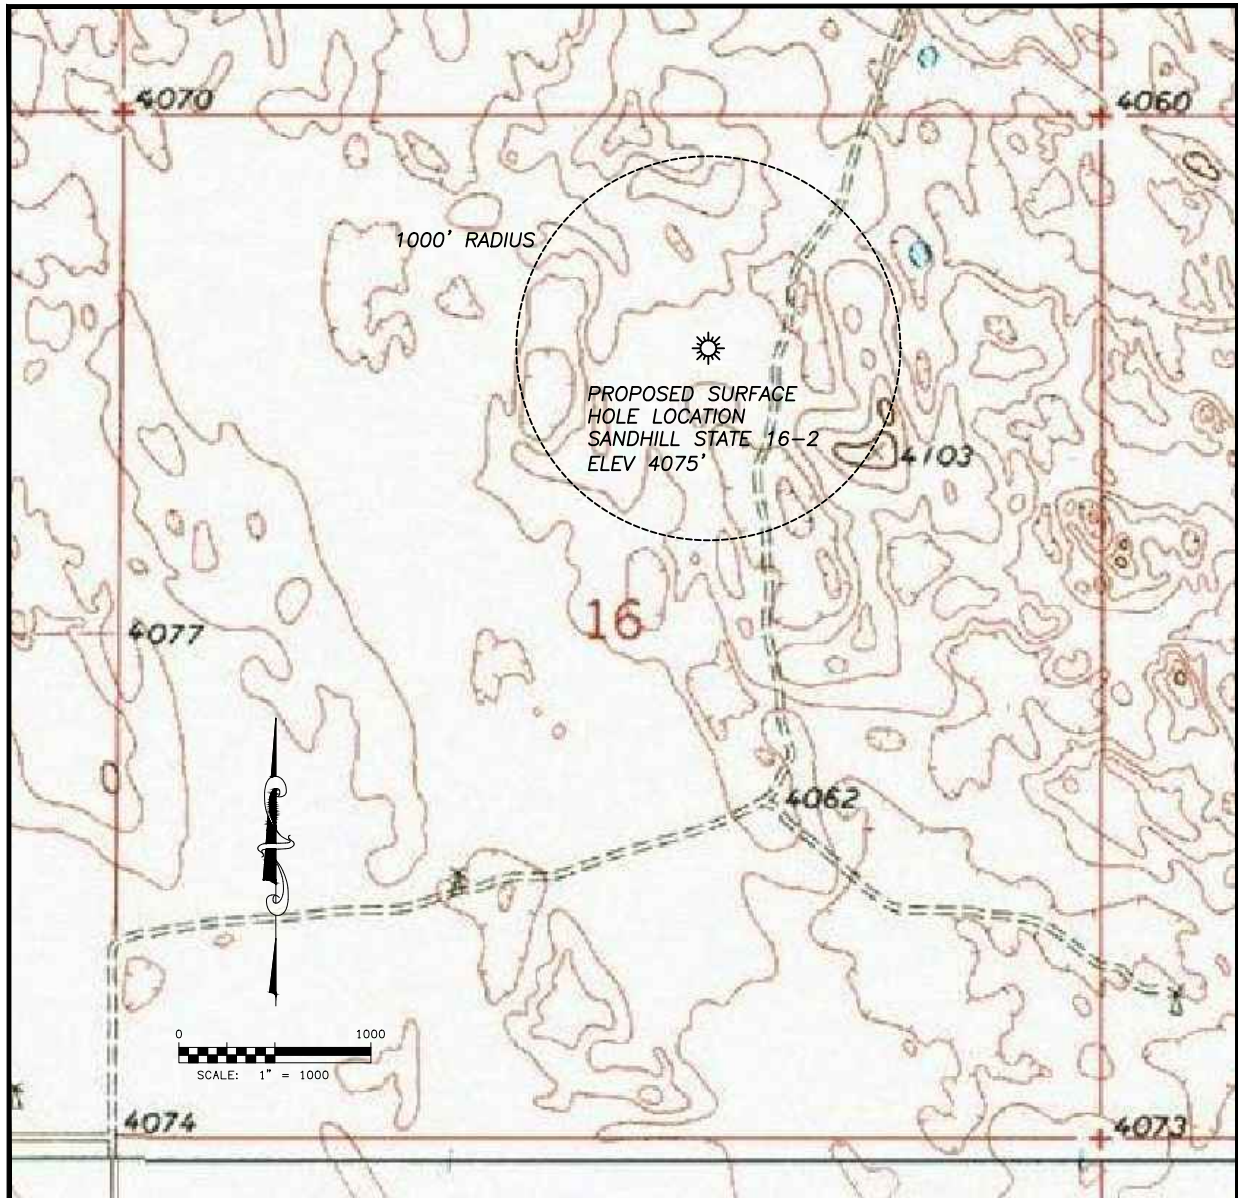 4070
4060
1000' RADIUS
PROPOSED SURFACE
HOLE LOCATION
SANDHILL STATE 16-2
ELEV 4075'
4103
16
4077
4062
0 1000
SCALE: 1" = 1000
4074
4073